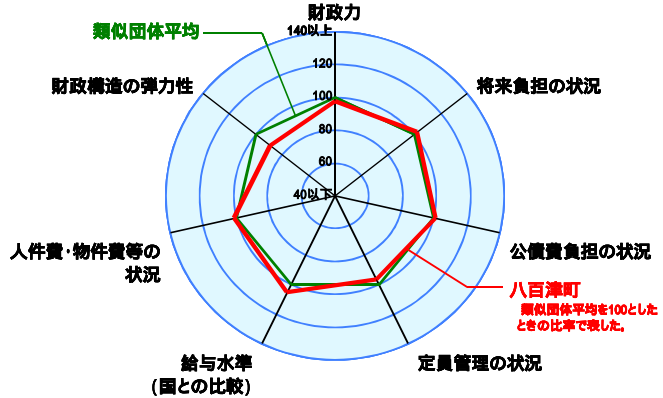 財政力
140以上
類似団体平均
120
財政構造の弾力性
将来負担の状況
100
80
60
40以下
人件費・物件費等の
状況
公債費負担の状況
八百津町
類似団体平均を100とした
ときの比率で表した。
給与水準
(国との比較)
定員管理の状況